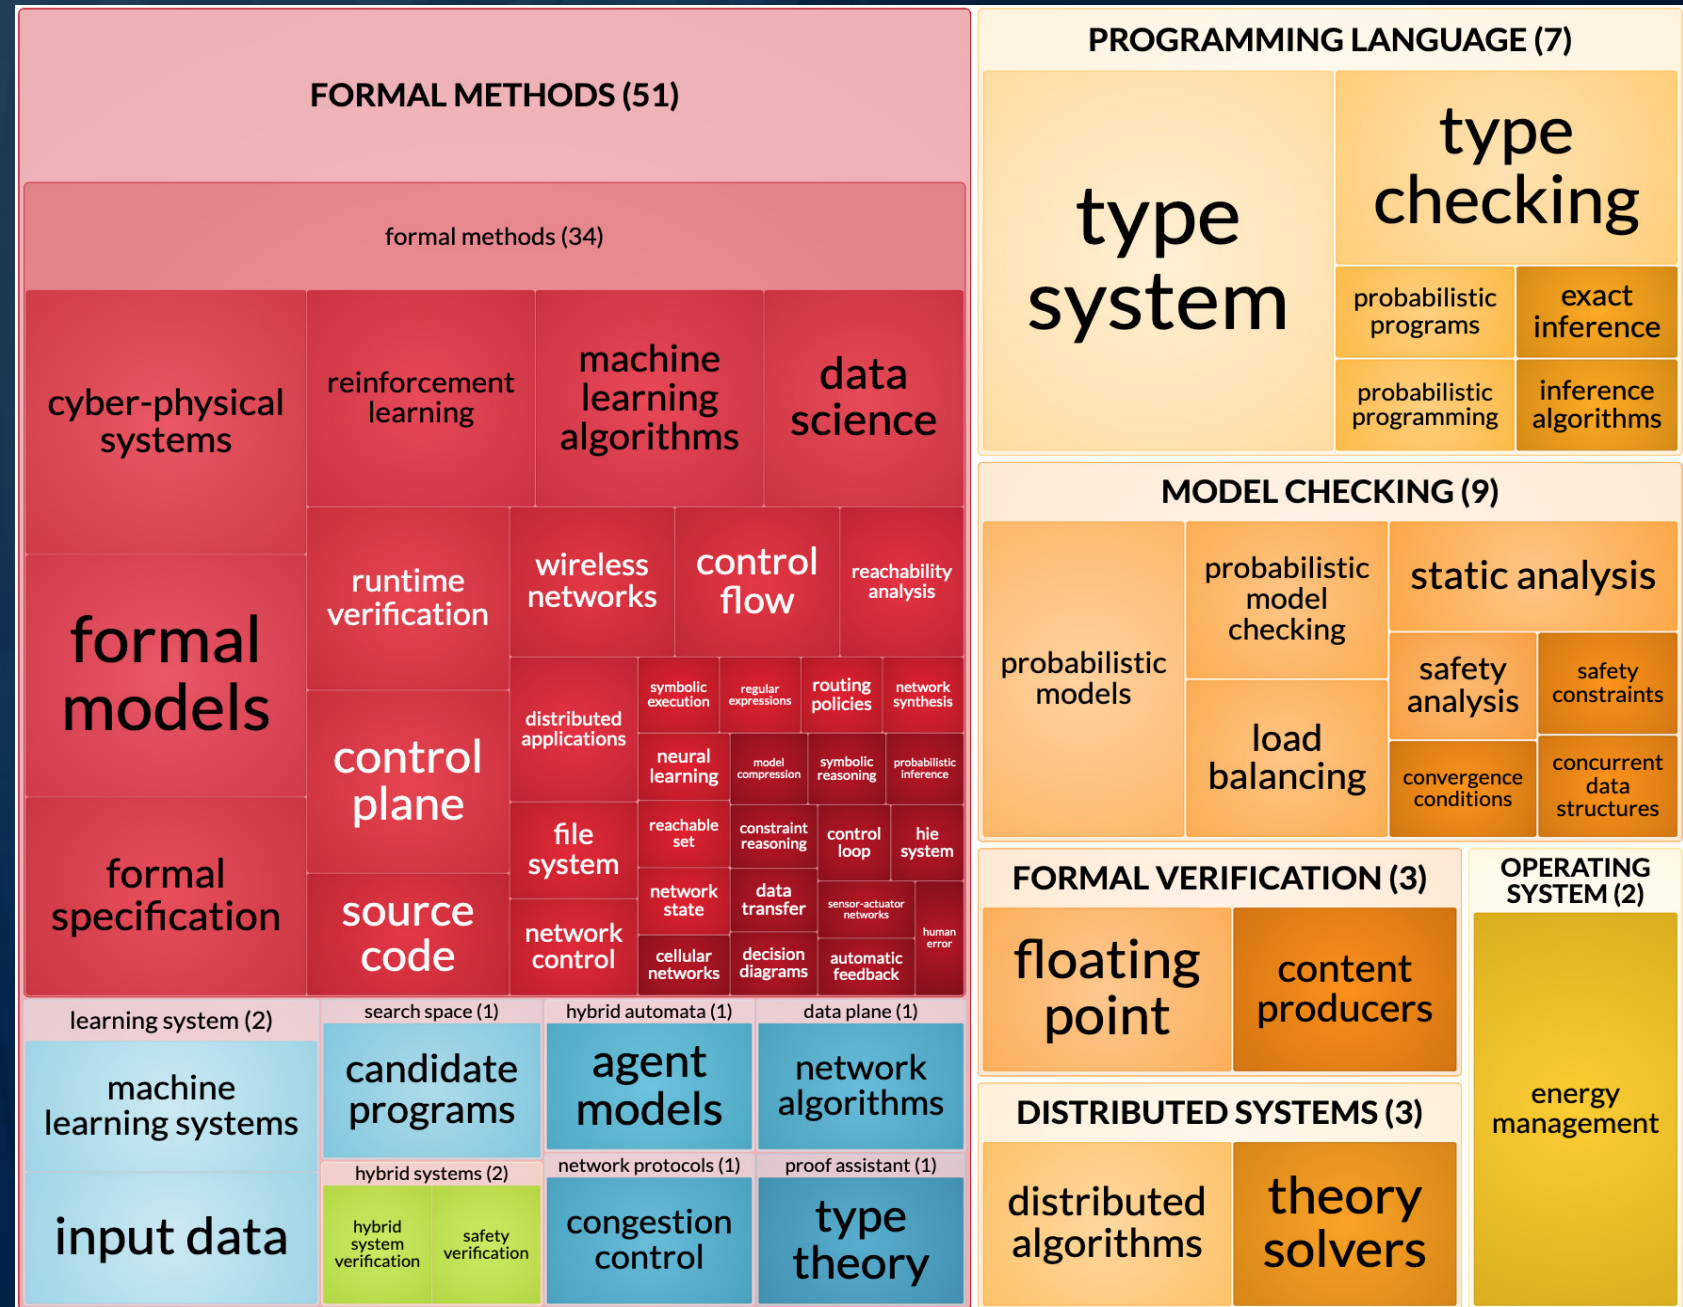 FORMAL METHODS (51)
formal methods (34)
cyber-physical
systems
reinforcement
learning
machine
learning
algorithms
data
science
formal
models
runtime
verification
wireless
networks
control
flow
reachability
analysis
control
plane
distributed
applications
symbolic
execution
regular
expressions
routing
policies
network
synthesis
neural
learning
model
compression
symbolic
reasoning
probabilistic
inference
formal
specification
source
code
file
system
reachable
set
constraint
reasoning
control
loop
hie
system
network
control
network
state
data
transfer
sensor-actuator
networks
human
error
cellular
networks
decision
diagrams
automatic
feedback
learning system (2)
machine
learning systems
input data
search space (1)
candidate
programs
hybrid systems (2)
hybrid
system
verification
safety
verification
hybrid automata (1)
agent
models
network protocols (1)
congestion
control
data plane (1)
network
algorithms
proof assistant (1)
type
theory
PROGRAMMING LANGUAGE (7)
type
system
type
checking
probabilistic
programs
exact
inference
probabilistic
programming
inference
algorithms
MODEL CHECKING (9)
probabilistic
models
probabilistic
model
checking
load
balancing
static analysis
safety
analysis
safety
constraints
convergence
conditions
concurrent
data
structures
FORMAL VERIFICATION (3)
floating
point
content
producers
DISTRIBUTED SYSTEMS (3)
distributed
algorithms
theory
solvers
OPERATING
SYSTEM (2)
energy
management